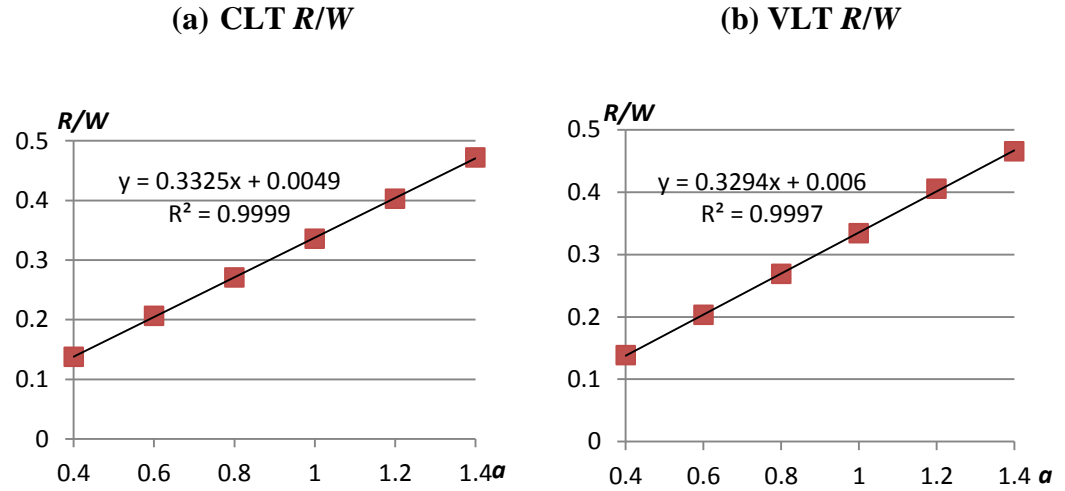 (a) CLT R/W
R/W
0.5
0.4
0.3
0.2
0.1
0
y = 0.3325x + 0.0049
R² = 0.9999
0.4 0.6 0.8 1 1.2 1.4 a
(b) VLT R/W
R/W
0.5
0.4
0.3
0.2
0.1
0
y = 0.3294x + 0.006
R² = 0.9997
0.4 0.6 0.8 1 1.2 1.4 a